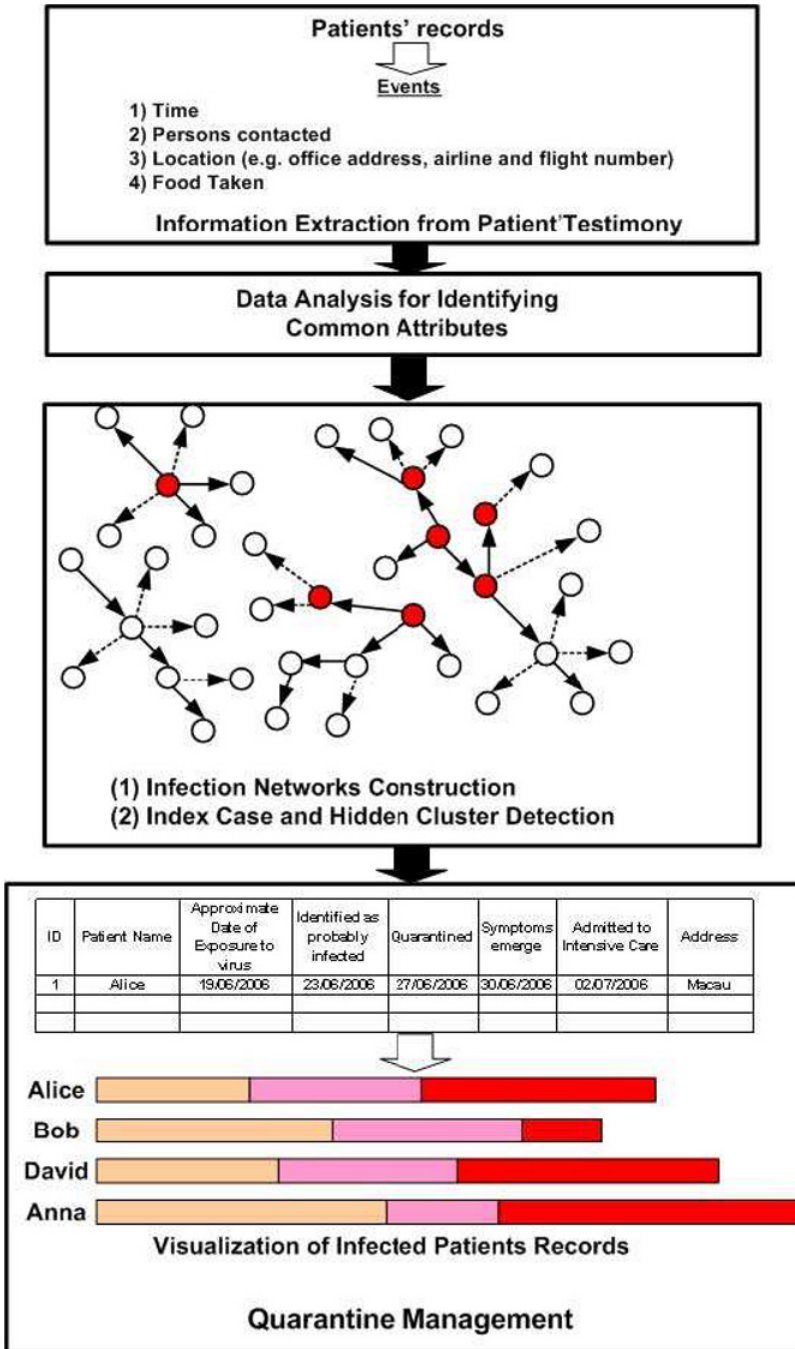 Patients' records
Events
1) Time
2) Persons contacted
3) Location (e.g. office address, airline and flight number)
4) Food Taken
Information Extraction from Patient'Testimony
Data Analysis for Identifying
Common Attributes
(1) Infection Networks Construction
(2) Index Case and Hidden Cluster Detection
ID Patient Name Approximate Date of Exposure to virus Identified as probably infected Quarantined Symptoms emerge Admitted to Intensive Care Address
1 Alice 19/06/2006 23/06/2006 27/06/2006 30/06/2006 02/07/2006 Macau
Alice
Bob
David
Anna
Visualization of Infected Patients Records
Quarantine Management